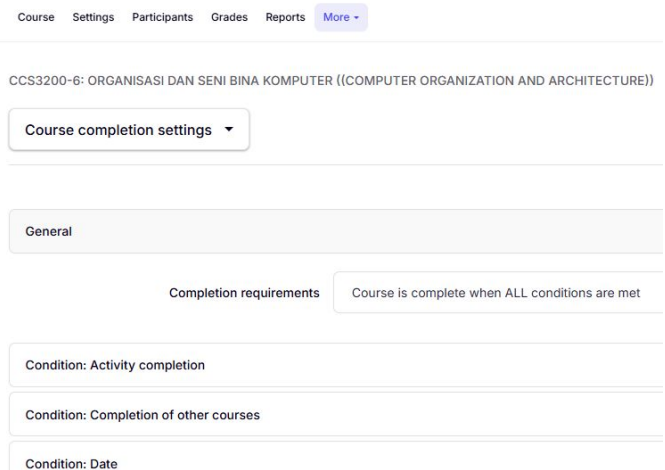 Course Settings Participants Grades Reports More
CCS3200-6: ORGANISASI DAN SENI BINA KOMPUTER ((COMPUTER ORGANIZATION AND ARCHITECTURE))
Course completion settings
General
Completion requirements Course is complete when ALL conditions are met
Condition: Activity completion
Condition: Completion of other courses
Condition: Date